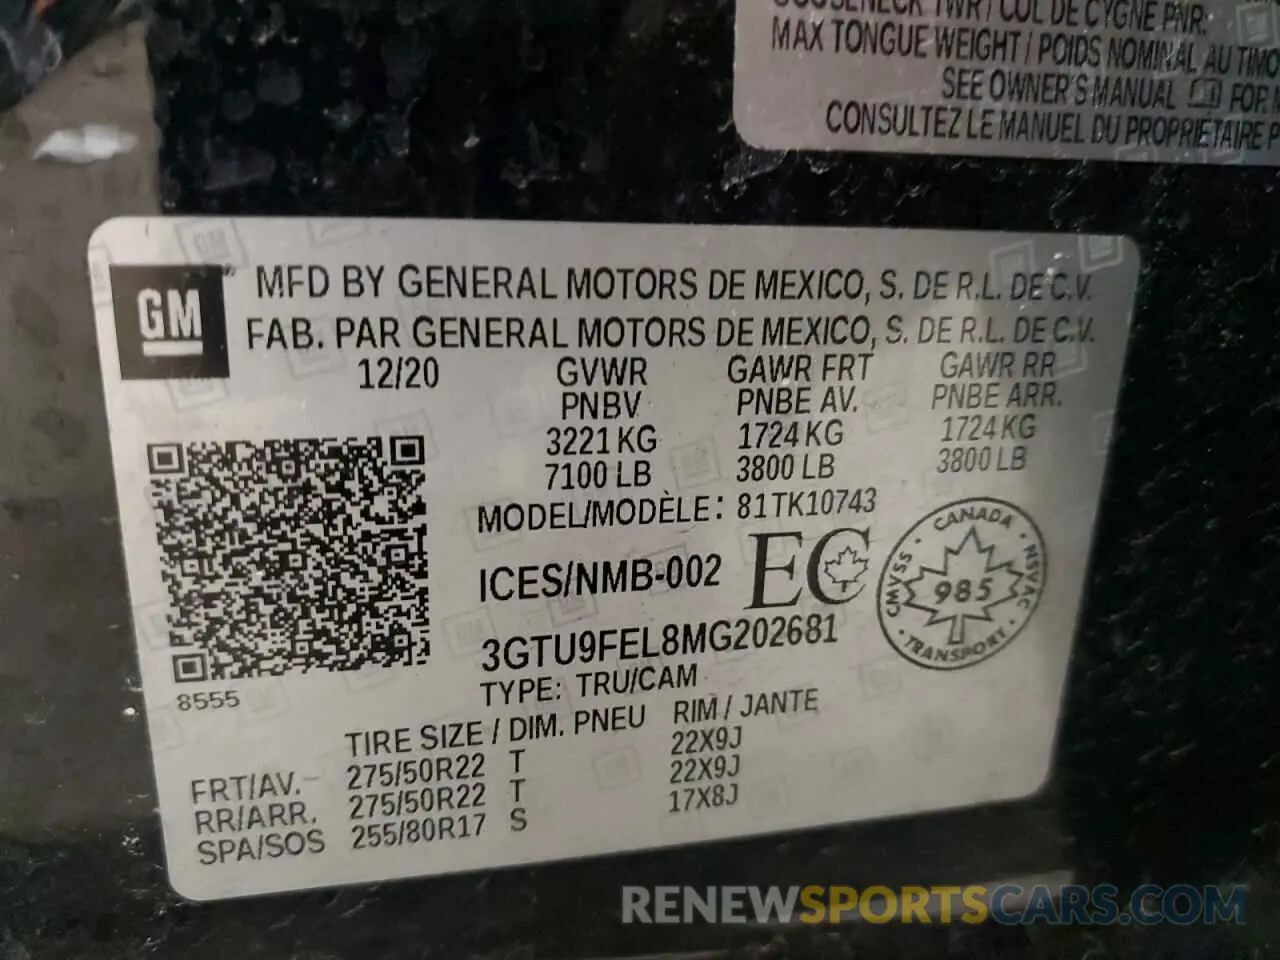 GOOSENECK TWR / COL DE CYGNE PNR:
MAX TONGUE WEIGHT / POIDS NOMINAL AU TIMO
SEE OWNER'S MANUAL FOR
CONSULTEZ LE MANUEL DU PROPRIÉTAIRE P
GM
MFD BY GENERAL MOTORS DE MEXICO, S. DE R.L. DE C.V.
FAB. PAR GENERAL MOTORS DE MEXICO, S. DE R.L. DE C.V.
12/20 GVWR GAWR FRT GAWR RR
PNBV PNBE AV. PNBE ARR.
3221 KG 1724 KG 1724 KG
7100 LB 3800 LB 3800 LB
MODEL/MODÈLE: 81TK10743
ICES/NMB-002 EC
CANADA
CMVSS 985 NSVAC
TRANSPORT
3GTU9FEL8MG202681
TYPE: TRU/CAM
8555
TIRE SIZE / DIM. PNEU RIM / JANTE
FRT/AV. 275/50R22 T 22X9J
RR/ARR. 275/50R22 T 22X9J
SPA/SOS 255/80R17 S 17X8J
RENEWSPORTSCARS.COM